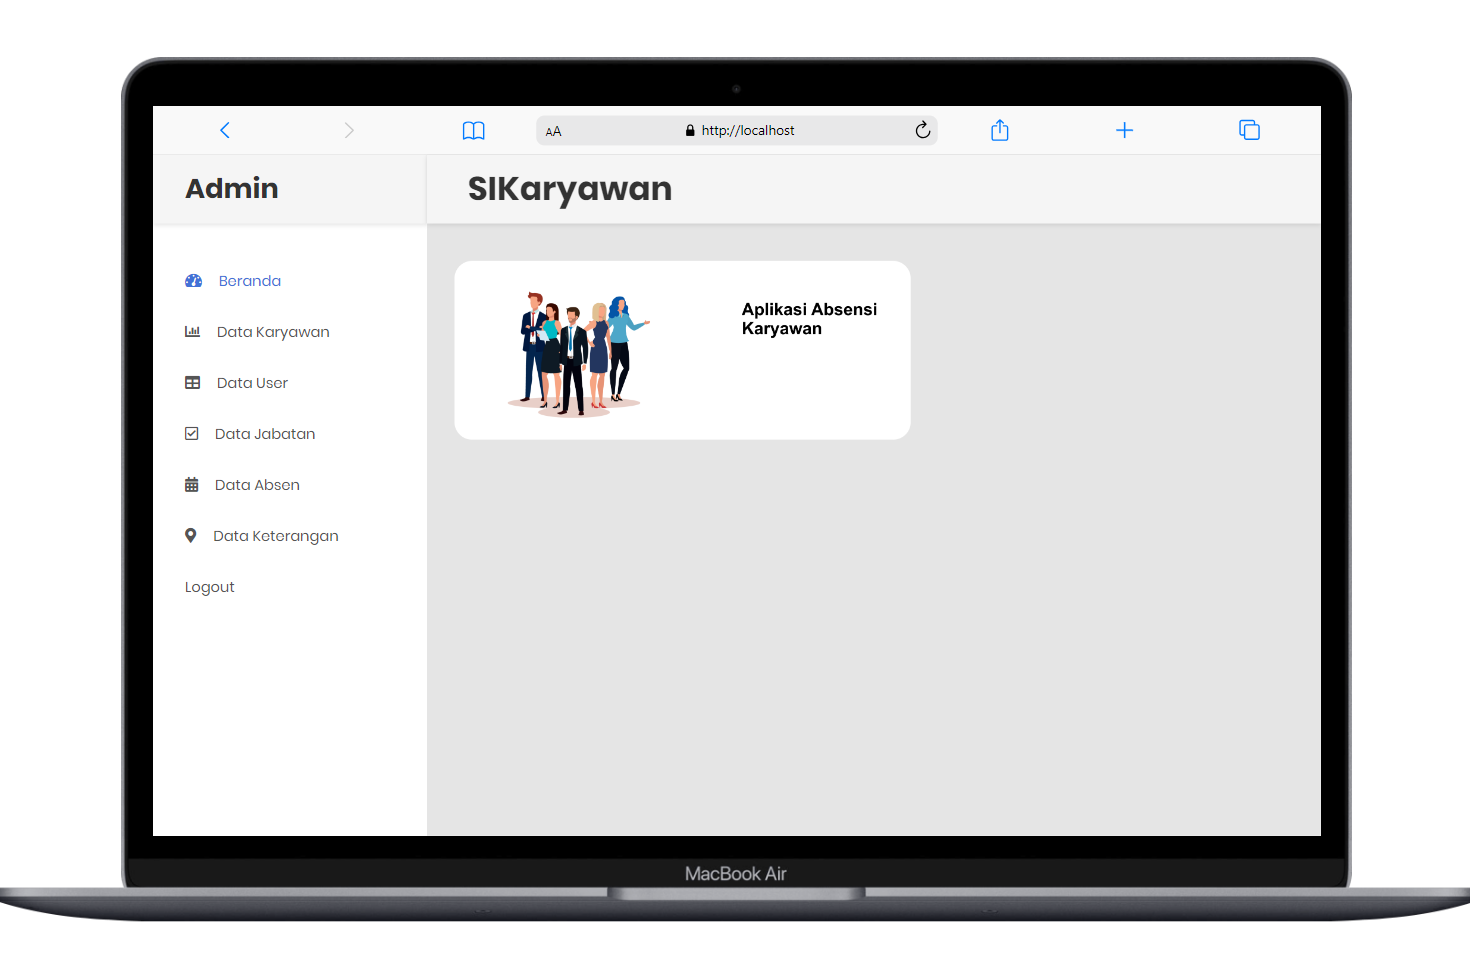 AA
http://localhost
Admin
SIKaryawan
Beranda
Data Karyawan
Data User
Data Jabatan
Data Absen
Data Keterangan
Logout
Aplikasi Absensi
Karyawan
MacBook Air